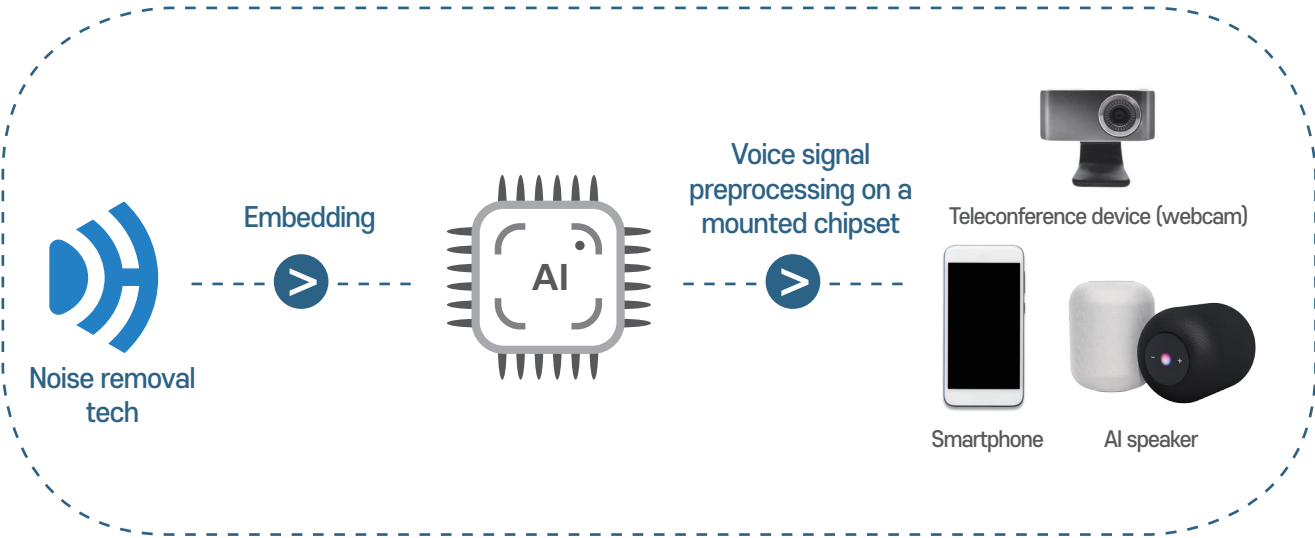 Noise removal
tech
Embedding
>
AI
Voice signal
preprocessing on a
mounted chipset
>
Teleconference device (webcam)
Smartphone
AI speaker